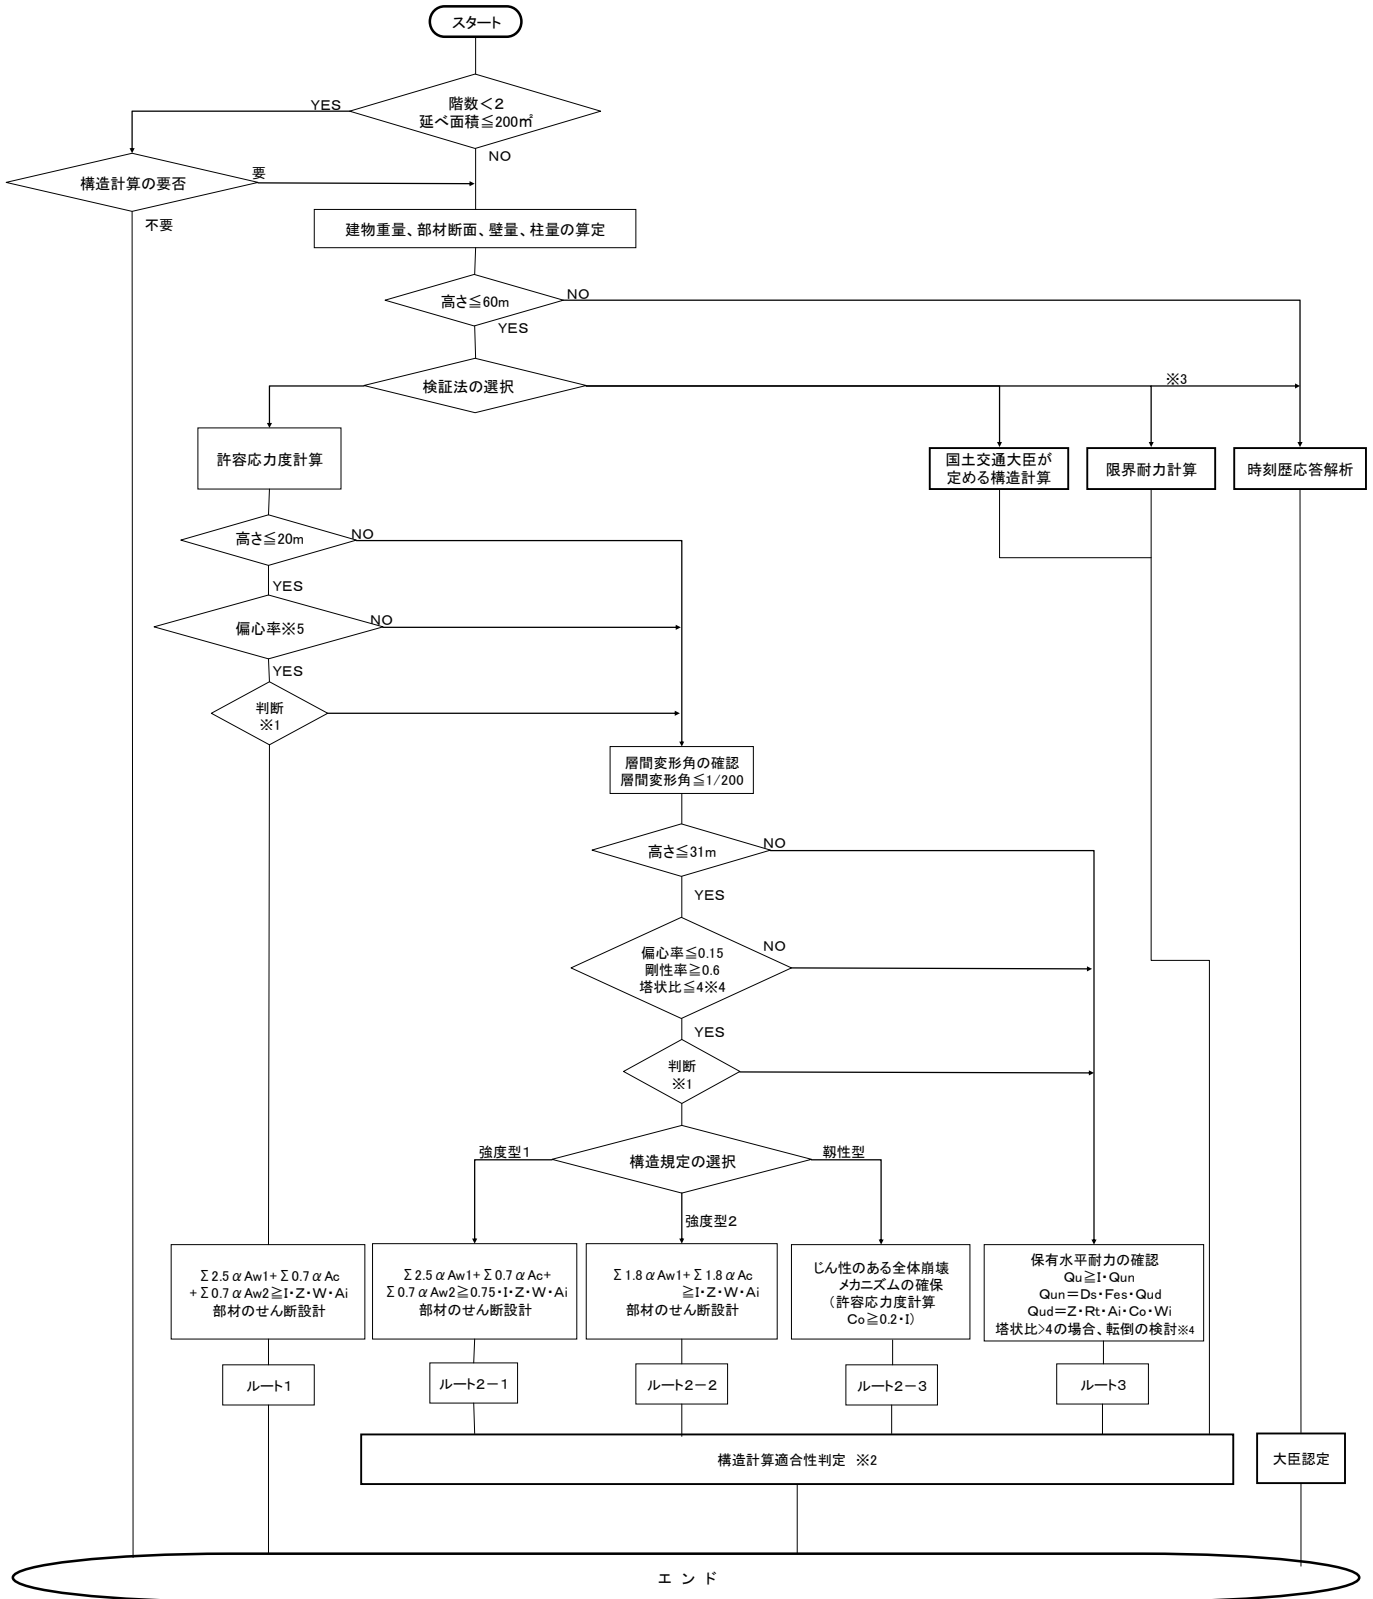 スタート
階数<2
延べ面積≦200㎡
YES
NO
構造計算の要否
要
不要
建物重量、部材断面、壁量、柱量の算定
高さ≦60m
NO
YES
検証法の選択
※3
許容応力度計算
国土交通大臣が
定める構造計算
限界耐力計算
時刻歴応答解析
高さ≦20m
NO
YES
偏心率※5
NO
YES
判断
※1
層間変形角の確認
層間変形角≦1/200
高さ≦31m
NO
YES
偏心率≦0.15
剛性率≧0.6
塔状比≦4※4
NO
YES
判断
※1
構造規定の選択
強度型1
靱性型
強度型2
Σ2.5αAw1+Σ0.7αAc
+Σ0.7αAw2≧I・Z・W・Ai
部材のせん断設計
Σ2.5αAw1+Σ0.7αAc+
Σ0.7αAw2≧0.75・I・Z・W・Ai
部材のせん断設計
Σ1.8αAw1+Σ1.8αAc
≧I・Z・W・Ai
部材のせん断設計
じん性のある全体崩壊
メカニズムの確保
(許容応力度計算
Co≧0.2・I)
保有水平耐力の確認
Qu≧I・Qun
Qun=Ds・Fes・Qud
Qud=Z・Rt・Ai・Co・Wi
塔状比>4の場合、転倒の検討※4
ルート1
ルート2-1
ルート2-2
ルート2-3
ルート3
構造計算適合性判定 ※2
大臣認定
エ ン ド